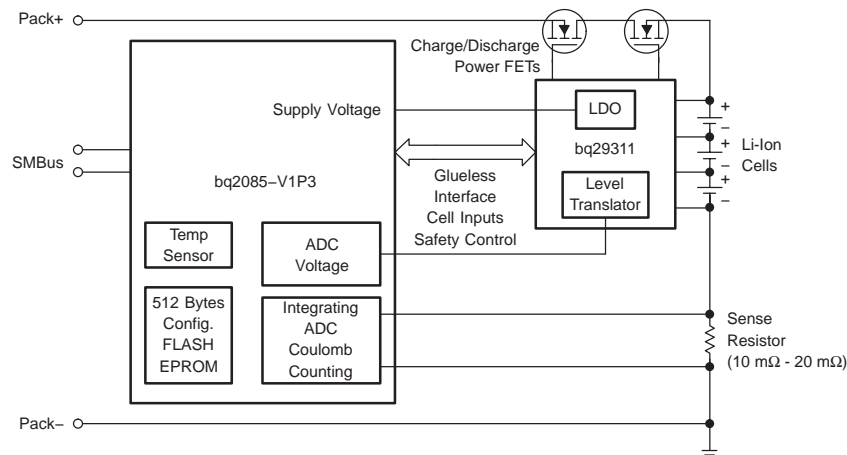 Pack+
Charge/Discharge
Power FETs
Supply Voltage
LDO
bq29311
+
−
+
−
+
−
Li-Ion
Cells
SMBus
bq2085−V1P3
Glueless
Interface
Cell Inputs
Safety Control
Level
Translator
Temp
Sensor
ADC
Voltage
512 Bytes
Config.
FLASH
EPROM
Integrating
ADC
Coulomb
Counting
Sense
Resistor
(10 mΩ - 20 mΩ)
Pack−